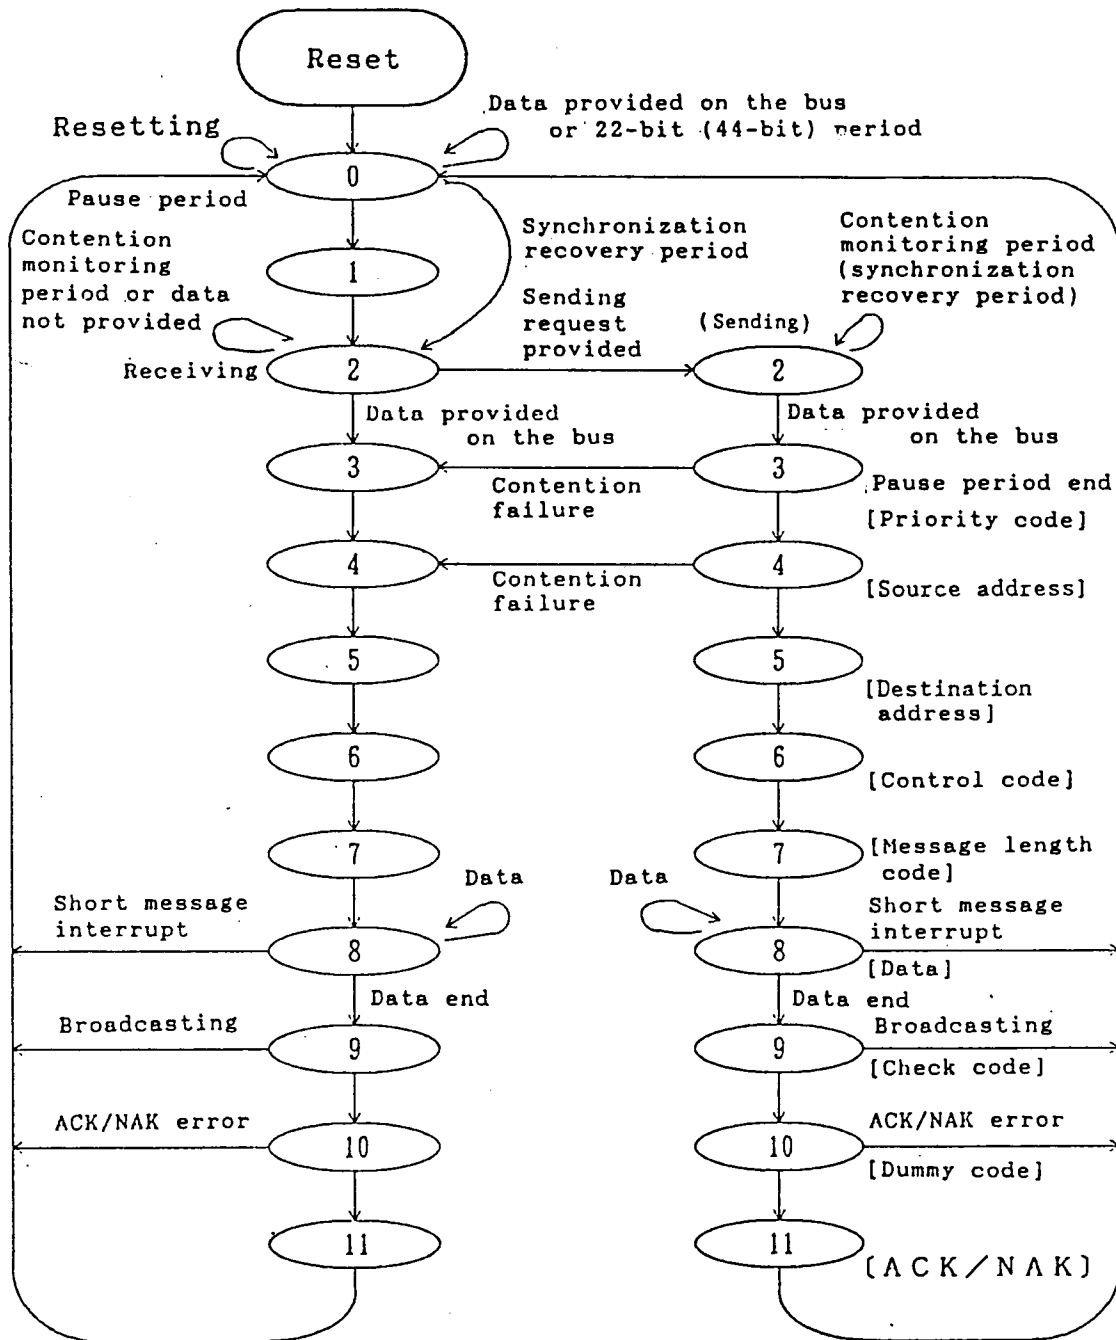 Reset
Resetting
Data provided on the bus
or 22-bit (44-bit) period
0
Pause period
Contention
monitoring
period or data
not provided
1
Synchronization
recovery period
Contention
monitoring period
(synchronization
recovery period)
Sending
request
provided
(Sending)
Receiving
2
2
Data provided
on the bus
Data provided
on the bus
3
Contention
failure
3
Pause period end
[Priority code]
4
Contention
failure
4
[Source address]
5
5
[Destination
address]
6
6
[Control code]
7
7
[Message length
code]
Data
Data
Short message
interrupt
8
8
Short message
interrupt
[Data]
Data end
Data end
Broadcasting
9
9
Broadcasting
[Check code]
ACK/NAK error
10
10
ACK/NAK error
[Dummy code]
11
11
[ACK/NAK]